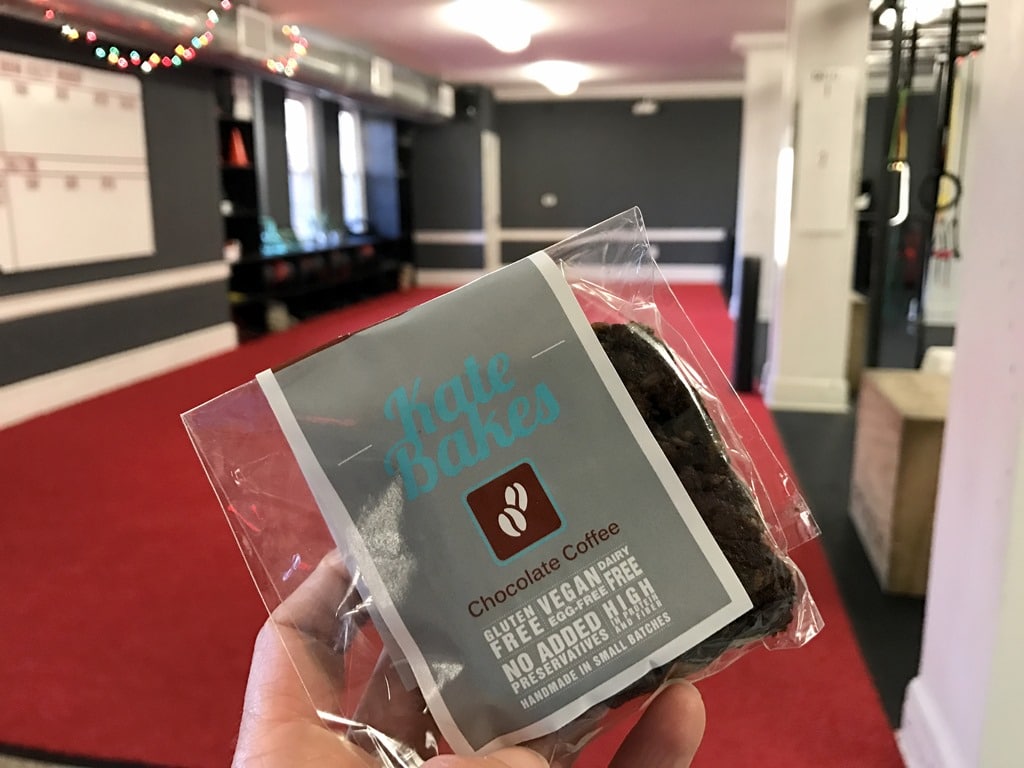 Kate
Bakes
Chocolate Coffee
GLUTEN FREE
VEGAN
DAIRY FREE
EGG-FREE
NO ADDED PRESERVATIVES
HIGH IN PROTEIN AND FIBER
HANDMADE IN SMALL BATCHES